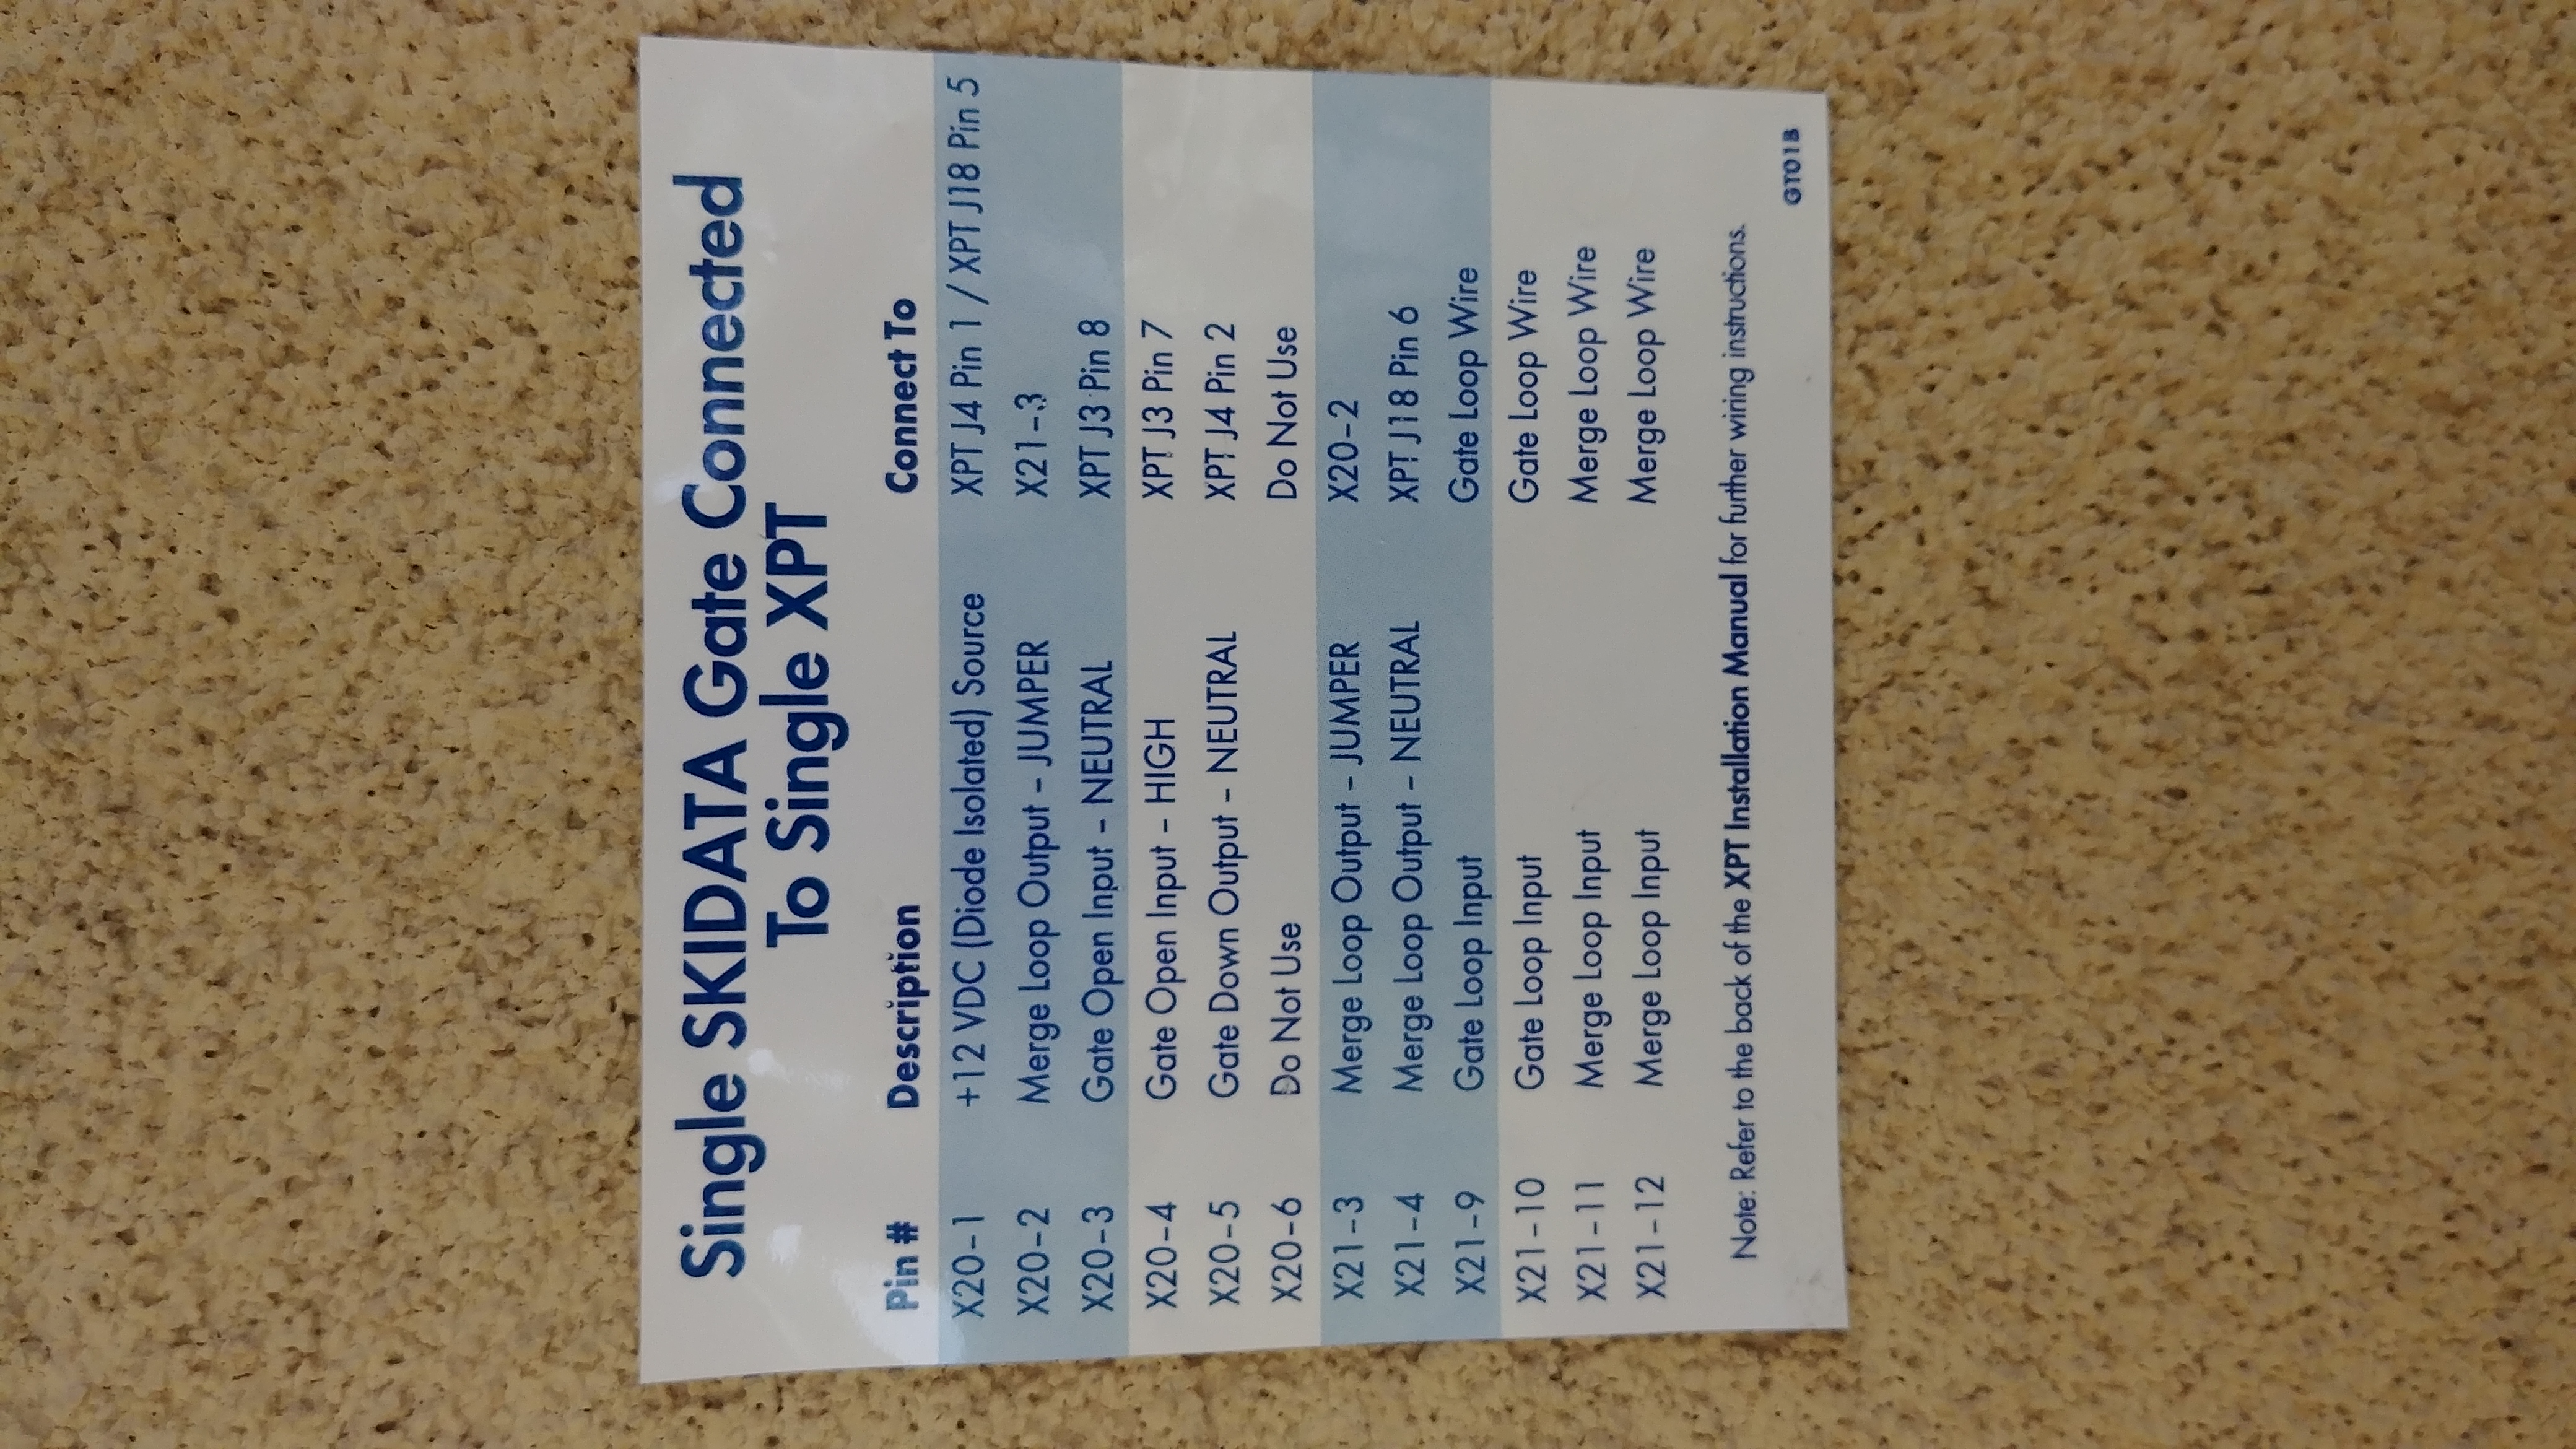 Single SKIDATA Gate Connected
To Single XPT
Pin # Description Connect To
X20-1 +12 VDC (Diode Isolated) Source XPT J4 Pin 1 / XPT J18 Pin 5
X20-2 Merge Loop Output - JUMPER X21-3
X20-3 Gate Open Input - NEUTRAL XPT J3 Pin 8
X20-4 Gate Open Input - HIGH XPT J3 Pin 7
X20-5 Gate Down Output - NEUTRAL XPT J4 Pin 2
X20-6 Do Not Use Do Not Use
X21-3 Merge Loop Output - JUMPER X20-2
X21-4 Merge Loop Output - NEUTRAL XPT J18 Pin 6
X21-9 Gate Loop Input Gate Loop Wire
X21-10 Gate Loop Input Gate Loop Wire
X21-11 Merge Loop Input Merge Loop Wire
X21-12 Merge Loop Input Merge Loop Wire
Note: Refer to the back of the XPT Installation Manual for further wiring instructions.
GT01B